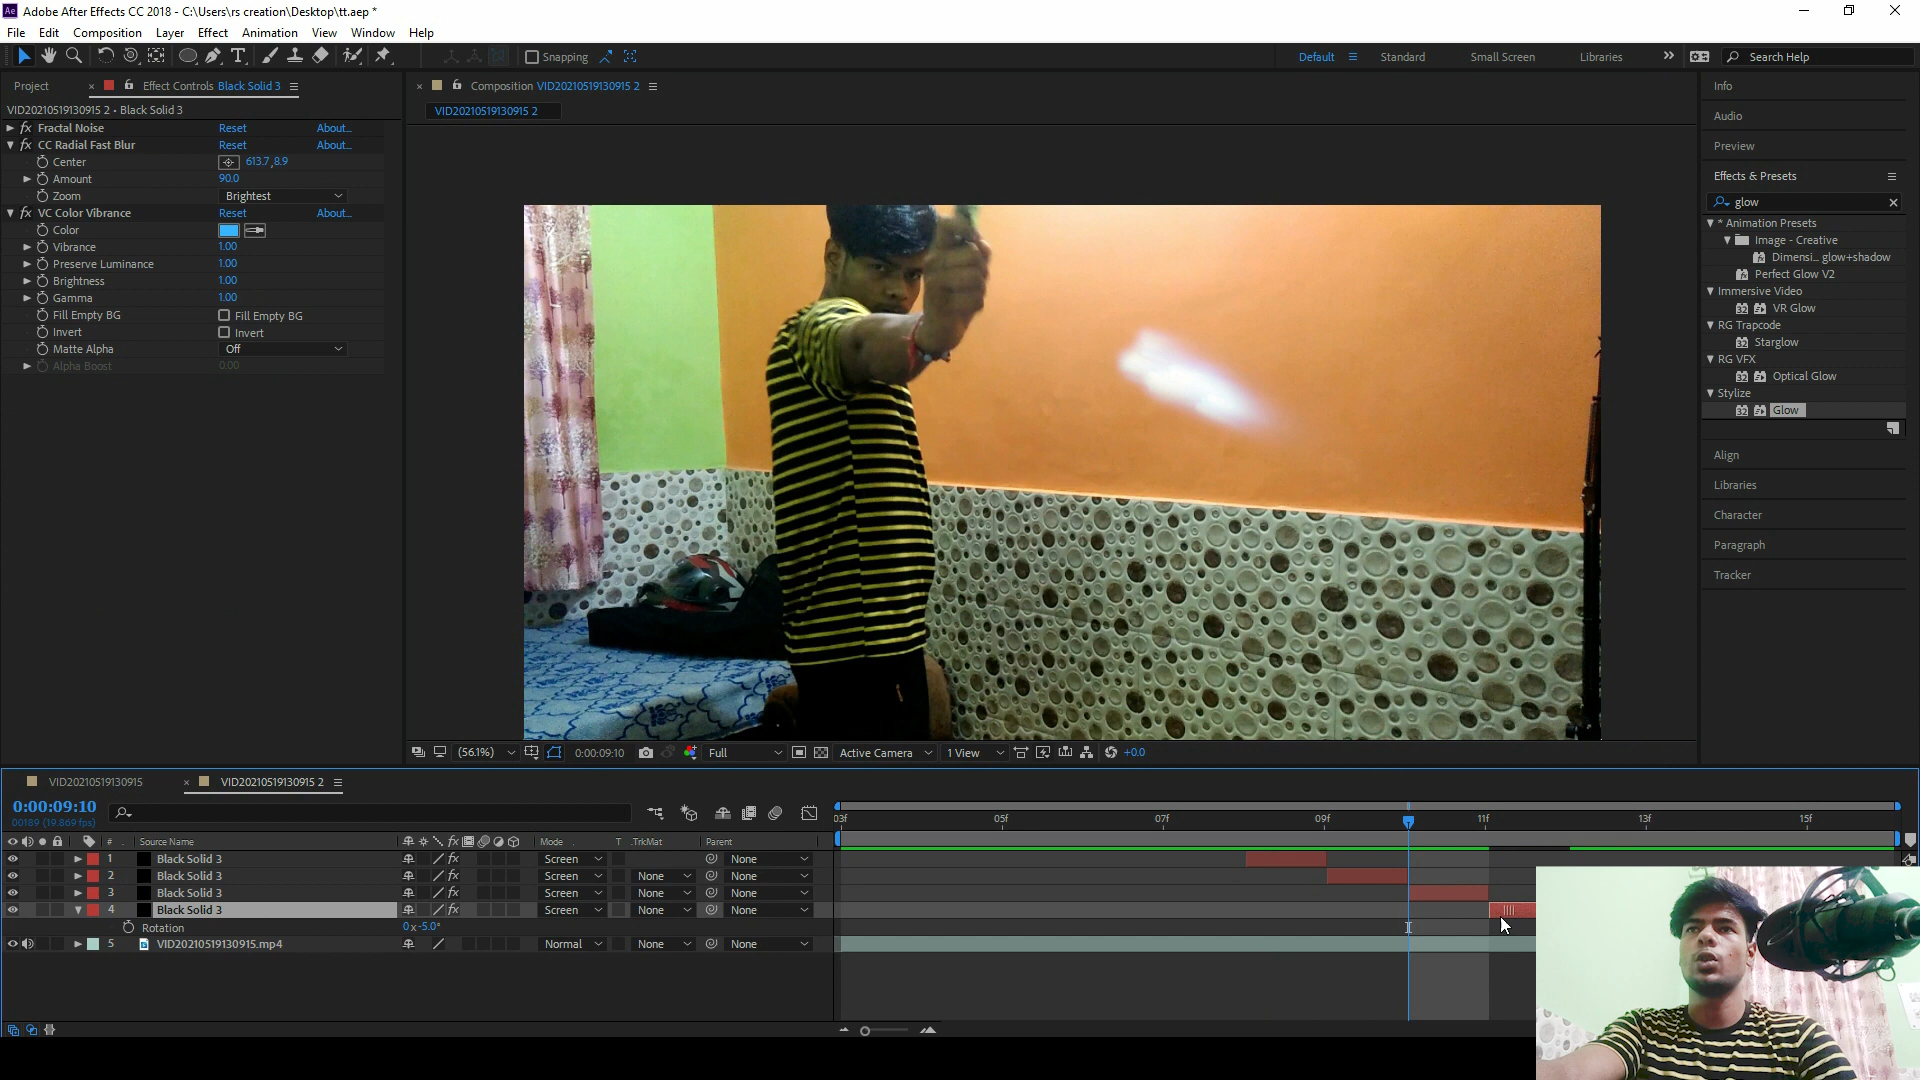 Adobe After Effects CC 2018 - C:\Users\rs creation\Desktop\tt.aep *
File Edit Composition Layer Effect Animation View Window Help
Snapping Default Standard Small Screen Libraries Search Help
Project Effect Controls Black Solid 3
VID20210519130915 2 • Black Solid 3
Fractal Noise Reset About...
CC Radial Fast Blur Reset About...
Center 613.7,8.9
Amount 90.0
Zoom Brightest
VC Color Vibrance Reset About...
Color
Vibrance 1.00
Preserve Luminance 1.00
Brightness 1.00
Gamma 1.00
Fill Empty BG Fill Empty BG
Invert Invert
Matte Alpha Off
Alpha Boost 0.00
Composition VID20210519130915 2
VID20210519130915 2
(56.1%) 0:00:09:10 Full Active Camera 1 View +0.0
Info
Audio
Preview
Effects & Presets
glow
* Animation Presets
Image - Creative
Dimensi... glow+shadow
Perfect Glow V2
Immersive Video
VR Glow
RG Trapcode
Starglow
RG VFX
Optical Glow
Stylize
Glow
Align
Libraries
Character
Paragraph
Tracker
VID20210519130915 VID20210519130915 2
0:00:09:10
00189 (19.869 fps)
03f 05f 07f 09f 11f 13f 15f
# Source Name Mode T .TrkMat Parent
1 Black Solid 3 Screen None
2 Black Solid 3 Screen None None
3 Black Solid 3 Screen None None
4 Black Solid 3 Screen None None
Rotation 0x-5.0°
5 VID20210519130915.mp4 Normal None None